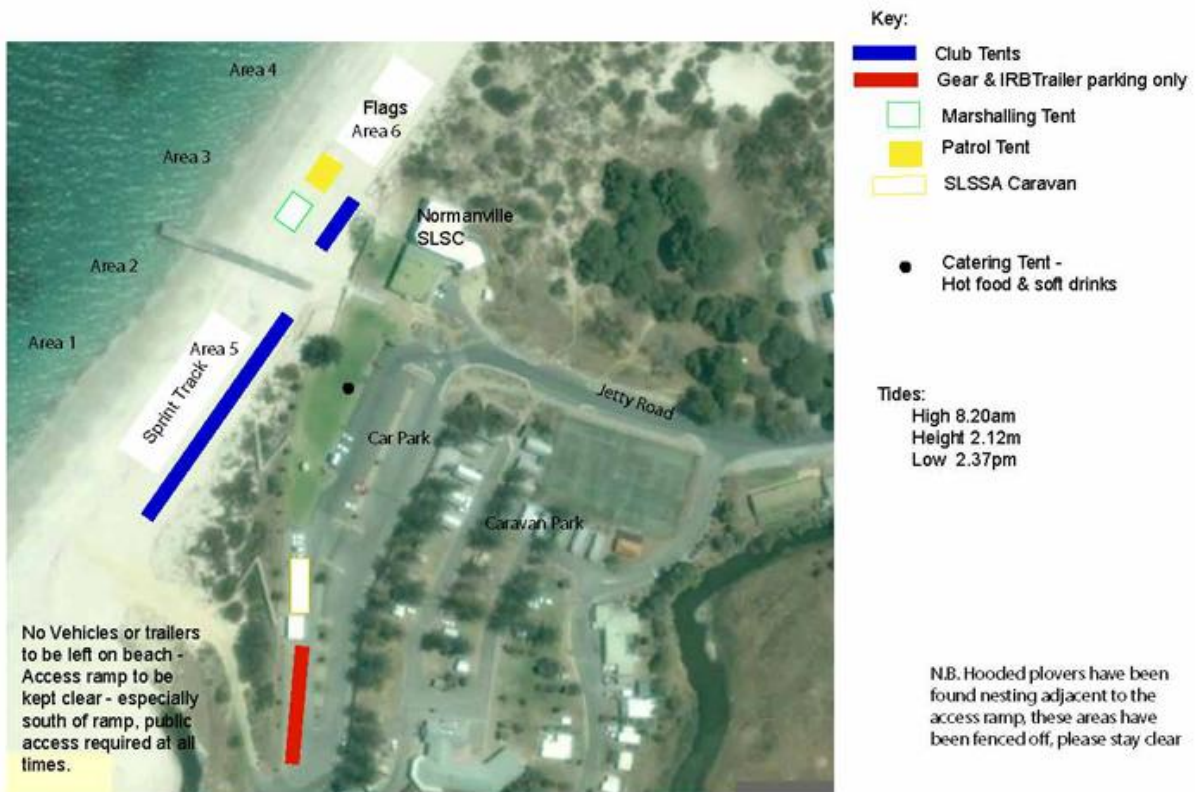 Key:
Club Tents
Gear & IRBTrailer parking only
Marshalling Tent
Patrol Tent
SLSSA Caravan
Catering Tent -
Hot food & soft drinks
Tides:
High 8.20am
Height 2.12m
Low 2.37pm
N.B. Hooded plovers have been
found nesting adjacent to the
access ramp, these areas have
been fenced off, please stay clear
Area 4
Flags
Area 6
Area 3
Normanville
SLSC
Area 2
Area 1
Area 5
Sprint Track
Jetty Road
Car Park
Caravan Park
No Vehicles or trailers
to be left on beach -
Access ramp to be
kept clear - especially
south of ramp, public
access required at all
times.